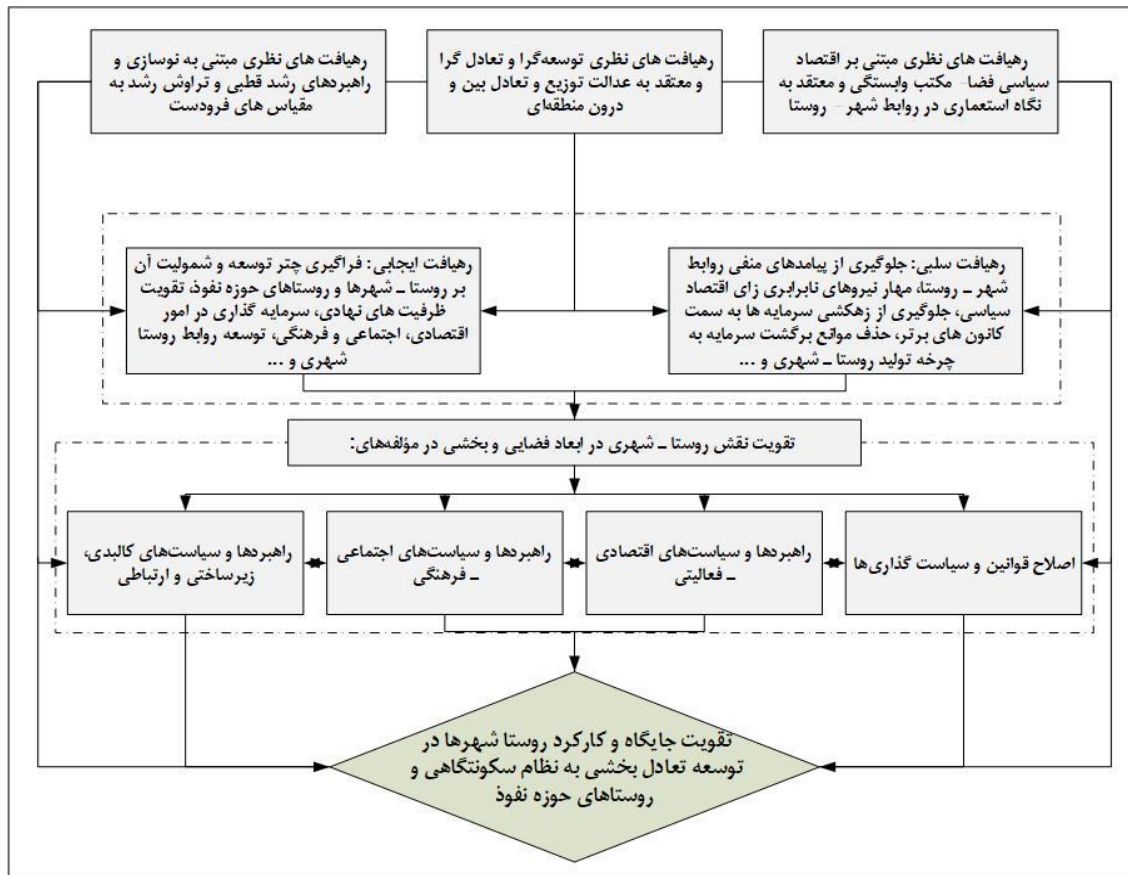 رهیافت های نظری مبتنی بر اقتصاد
سیاسی فضا- مکتب وابستگی و معتقد به
نگاه استعماری در روابط شهر – روستا
رهیافت های نظری توسعه‌گرا و تعادل گرا
و معتقد به عدالت توزیع و تعادل بین و
درون منطقه‌ای
رهیافت های نظری مبتنی به نوسازی و
راهبردهای رشد قطبی و تراوش رشد به
مقیاس های فرودست
رهیافت سلبی: جلوگیری از پیامدهای منفی روابط
شهر ــ روستا، مهار نیروهای نابرابری زای اقتصاد
سیاسی، جلوگیری از زهکشی سرمایه ها به سمت
کانون های برتر، حذف موانع برگشت سرمایه به
چرخه تولید روستا ــ شهری و ...
رهیافت ایجابی: فراگیری چتر توسعه و شمولیت آن
بر روستا ــ شهرها و روستاهای حوزه نفوذ، تقویت
ظرفیت های نهادی، سرمایه گذاری در امور
اقتصادی، اجتماعی و فرهنگی، توسعه روابط روستا
شهری و ...
تقویت نقش روستا ــ شهری در ابعاد فضایی و بخشی در مؤلفه‌های:
اصلاح قوانین و سیاست گذاری‌ها
راهبردها و سیاست‌های اقتصادی
ــ فعالیتی
راهبردها و سیاست‌های اجتماعی
ــ فرهنگی
راهبردها و سیاست‌های کالبدی،
زیرساختی و ارتباطی
تقویت جایگاه و کارکرد روستا شهرها در
توسعه تعادل بخشی به نظام سکونتگاهی و
روستاهای حوزه نفوذ